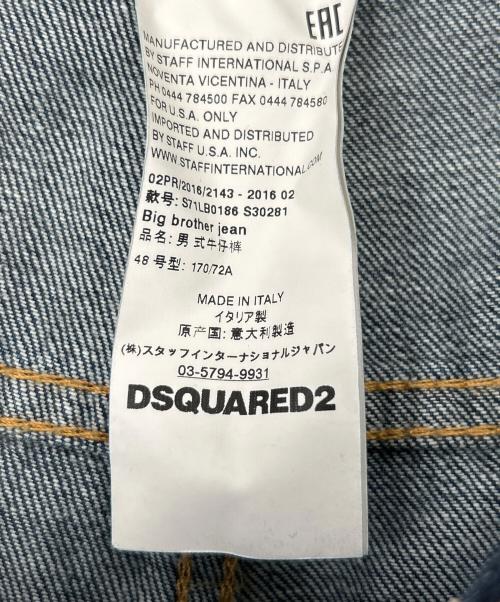 EAC
MANUFACTURED AND DISTRIBUTE
BY STAFF INTERNATIONAL S.P.A.
NOVENTA VICENTINA - ITALY
PH 0444 784500 FAX 0444 784580
FOR U.S.A. ONLY
IMPORTED AND DISTRIBUTED
BY STAFF U.S.A. INC.
WWW.STAFFINTERNATIONAL.COM
02PR/2016/2143 - 2016 02
款号: S71LB0186 S30281
Big brother jean
品名: 男式牛仔裤
48 号型: 170/72A
MADE IN ITALY
イタリア製
原产国: 意大利製造
(株)スタッフインターナショナルジャパン
03-5794-9931
DSQUARED2